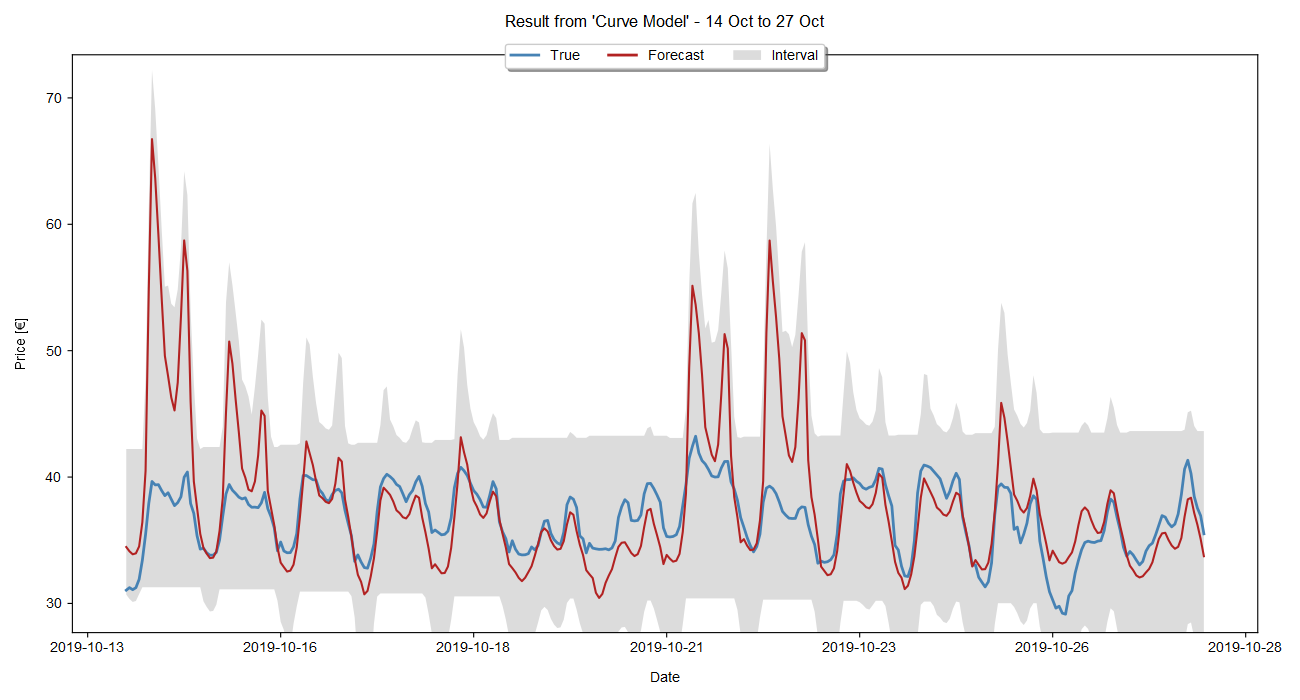 Result from 'Curve Model' - 14 Oct to 27 Oct
True Forecast Interval
70
60
50
40
30
Price [€]
2019-10-13 2019-10-16 2019-10-18 2019-10-21 2019-10-23 2019-10-26 2019-10-28
Date